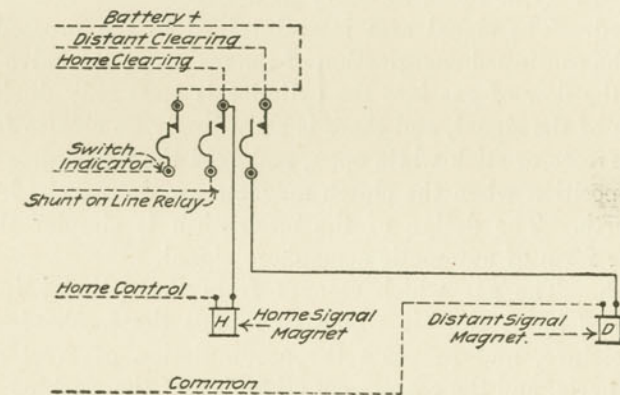 Battery +
Distant Clearing
Home Clearing
Switch
Indicator
Shunt on Line Relay
Home Control
H
Home Signal
Magnet
Distant Signal
Magnet.
D
Common